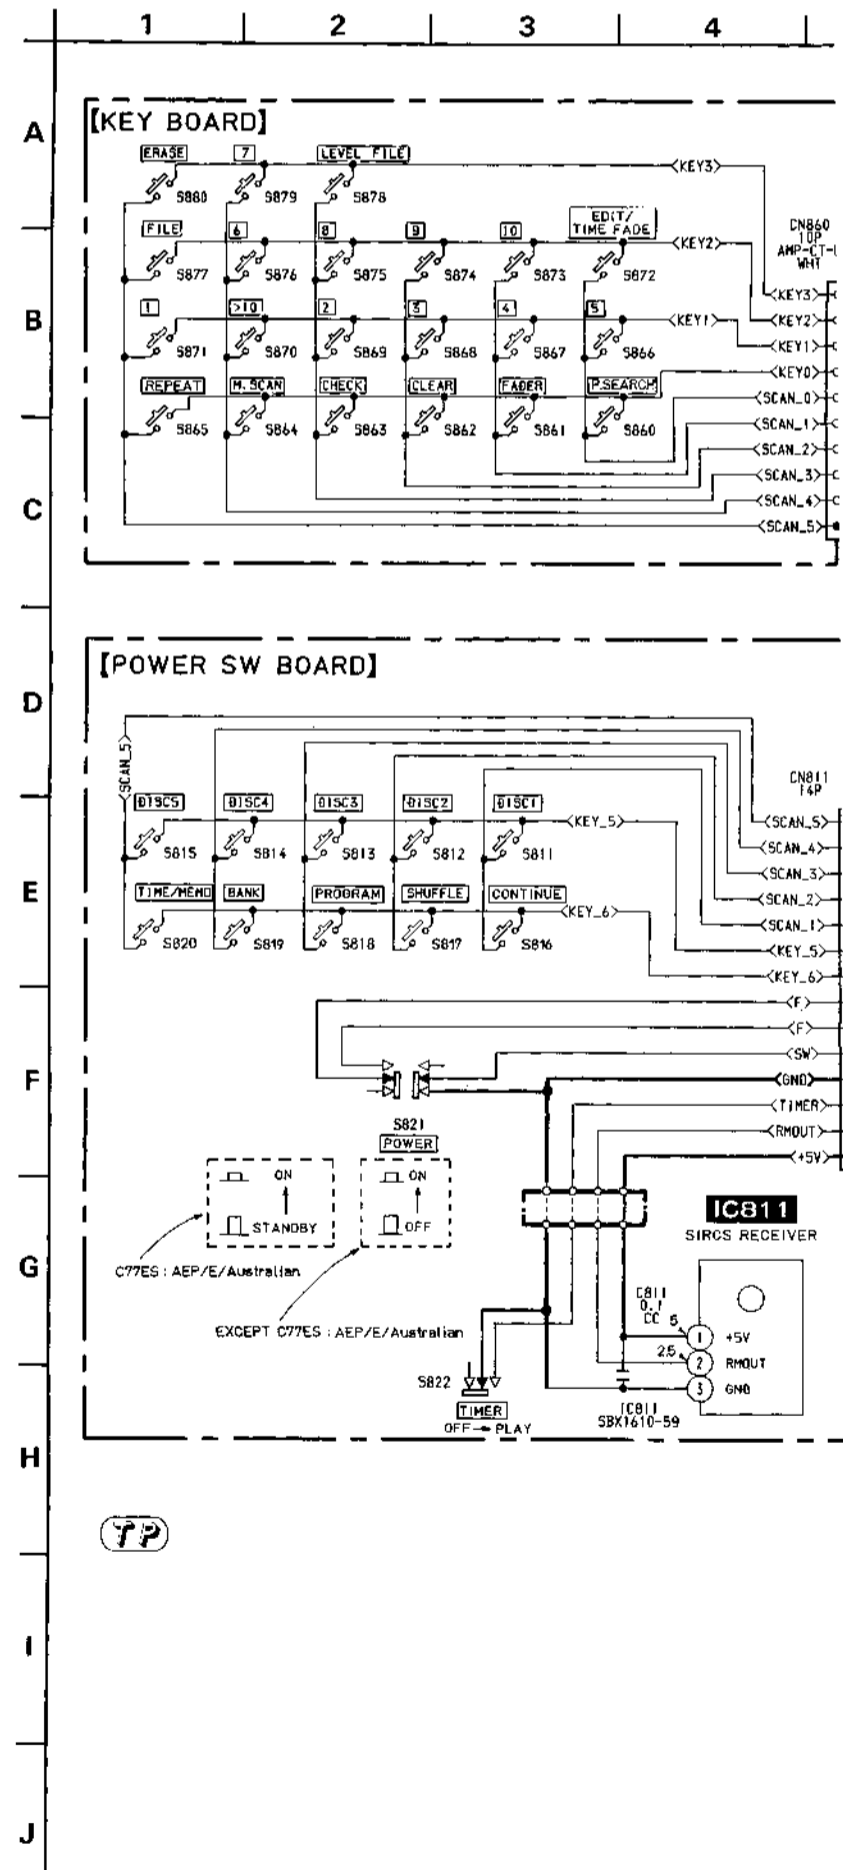 1 2 3 4
A
[KEY BOARD]
ERASE 7 LEVEL FILE
<KEY3>
S880 S879 S878
FILE 6 8 9 10 EDIT/
TIME FADE
<KEY2>
S877 S876 S875 S874 S873 S872
CN860
10P
WHT
B
1 >10 2 3 4 5
<KEY1>
S871 S870 S869 S868 S867 S866
REPEAT M.SCAN CHECK CLEAR FADER P.SEARCH
S865 S864 S863 S862 S861 S860
<KEY3>
<KEY2>
<KEY1>
<KEY0>
<SCAN_0>
<SCAN_1>
<SCAN_2>
<SCAN_3>
<SCAN_4>
<SCAN_5>
C
[POWER SW BOARD]
D
<SCAN_5>
CN811
14P
DISC5 DISC4 DISC3 DISC2 DISC1
<KEY_5>
S815 S814 S813 S812 S811
E
TIME/MEMO BANK PROGRAM SHUFFLE CONTINUE
<KEY_6>
S820 S819 S818 S817 S816
<SCAN_5>
<SCAN_4>
<SCAN_3>
<SCAN_2>
<SCAN_1>
<KEY_5>
<KEY_6>
<F>
<F>
<SW>
<GND>
<TIMER>
<RMOUT>
<+5V>
F
S821
POWER
ON
STANDBY
ON
OFF
C77ES : AEP/E/Australian
EXCEPT C77ES : AEP/E/Australian
G
IC811
SIRCS RECEIVER
C811
0.1
CC
5
1 +5V
2.5
2 RMOUT
3 GND
IC811
SBX1610-59
S822
TIMER
OFF → PLAY
H
TP
I
J